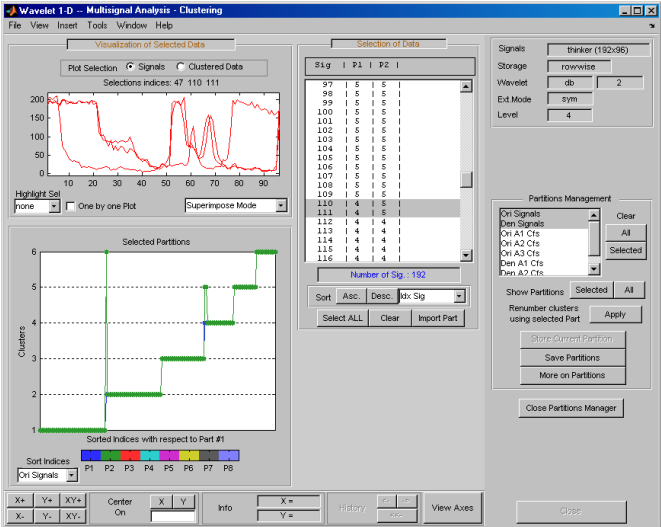 Wavelet 1-D -- Multisignal Analysis - Clustering
File View Insert Tools Window Help
Visualization of Selected Data
Plot Selection Signals Clustered Data
Selections indices: 47 110 111
200
150
100
50
0
10 20 30 40 50 60 70 80 90
Highlight Sel
none One by one Plot Superimpose Mode
Selected Partitions
6
5
4
3
2
1
Clusters
Sorted Indices with respect to Part #1
Sort Indices
Ori Signals
P1 P2 P3 P4 P5 P6 P7 P8
Selection of Data
Sig | P1 | P2 |
97 | 5 | 5 |
98 | 5 | 5 |
99 | 5 | 5 |
100 | 5 | 5 |
101 | 5 | 5 |
102 | 5 | 5 |
103 | 5 | 5 |
104 | 5 | 5 |
105 | 5 | 5 |
106 | 5 | 5 |
107 | 5 | 5 |
108 | 5 | 5 |
109 | 5 | 5 |
110 | 4 | 5 |
111 | 4 | 5 |
112 | 4 | 4 |
113 | 4 | 4 |
114 | 4 | 4 |
115 | 4 | 4 |
116 | 4 | 4 |
Number of Sig. : 192
Sort Asc. Desc. Idx Sig
Select ALL Clear Import Part
Signals thinker (192x96)
Storage rowwise
Wavelet db 2
Ext.Mode sym
Level 4
Partitions Management
Ori Signals
Den Signals
Ori A1 Cfs
Ori A2 Cfs
Ori A3 Cfs
Den A1 Cfs
Den A2 Cfs
Clear
All
Selected
Show Partitions Selected All
Renumber clusters
using selected Part
Apply
Store Current Partition
Save Partitions
More on Partitions
Close Partitions Manager
X+ Y+ XY+
X- Y- XY-
Center
On
X Y
Info
X =
Y =
History
<- ->
<<-
View Axes
Close